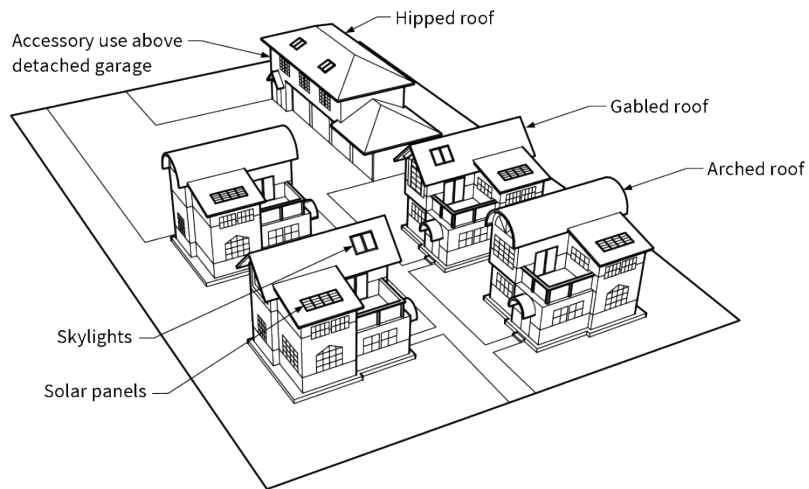 Hipped roof
Accessory use above
detached garage
Gabled roof
Arched roof
Skylights
Solar panels